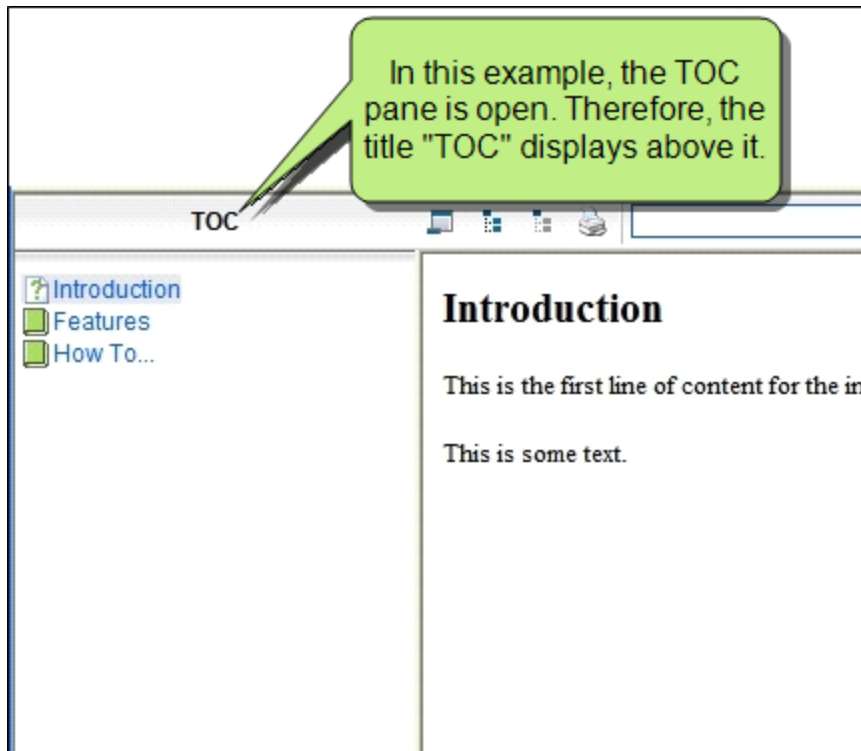 In this example, the TOC
pane is open. Therefore, the
title "TOC" displays above it.
TOC
Introduction
Features
How To...
Introduction
This is the first line of content for the
This is some text.